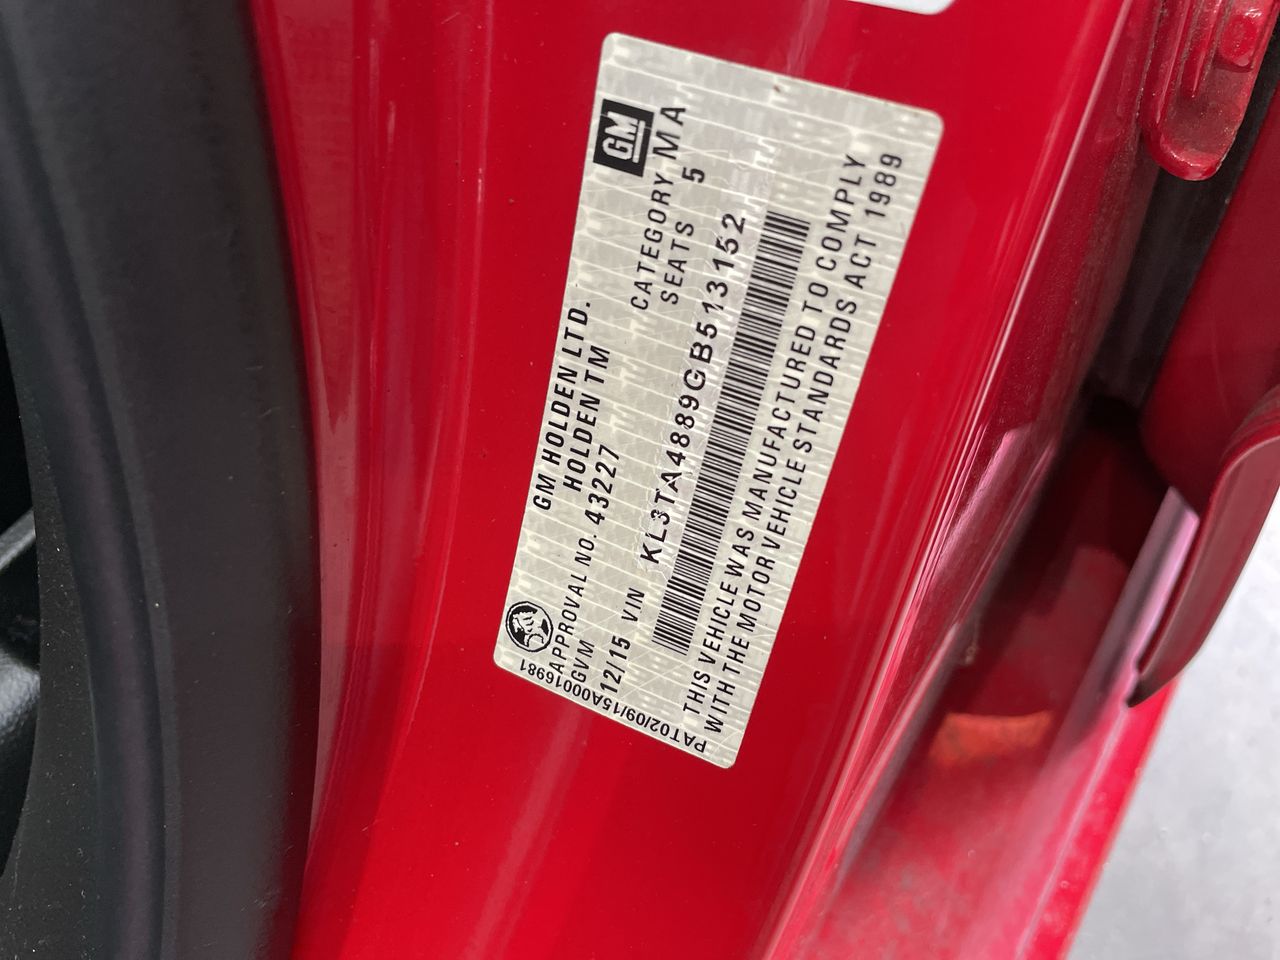 GM
GM HOLDEN LTD.
HOLDEN TM
CATEGORY MA
APPROVAL NO. 43227
SEATS 5
GVM
12/15 VIN KL3TA4889GB513152
THIS VEHICLE WAS MANUFACTURED TO COMPLY
WITH THE MOTOR VEHICLE STANDARDS ACT 1989
PAT02/09/15A00016981